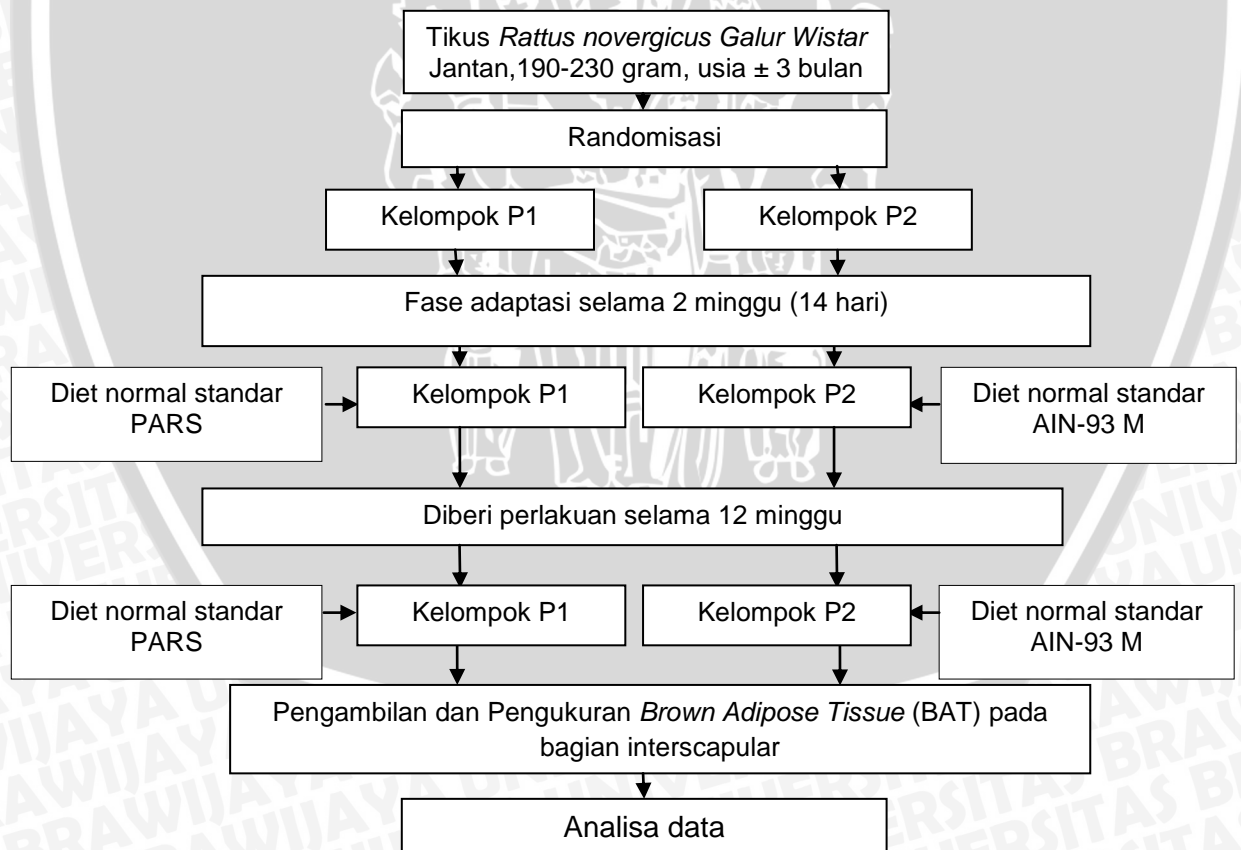 Tikus Rattus novergicus Galur Wistar
Jantan,190-230 gram, usia ± 3 bulan
Randomisasi
Kelompok P1
Kelompok P2
Fase adaptasi selama 2 minggu (14 hari)
Diet normal standar
PARS
Kelompok P1
Kelompok P2
Diet normal standar
AIN-93 M
Diberi perlakuan selama 12 minggu
Diet normal standar
PARS
Kelompok P1
Kelompok P2
Diet normal standar
AIN-93 M
Pengambilan dan Pengukuran Brown Adipose Tissue (BAT) pada
bagian interscapular
Analisa data